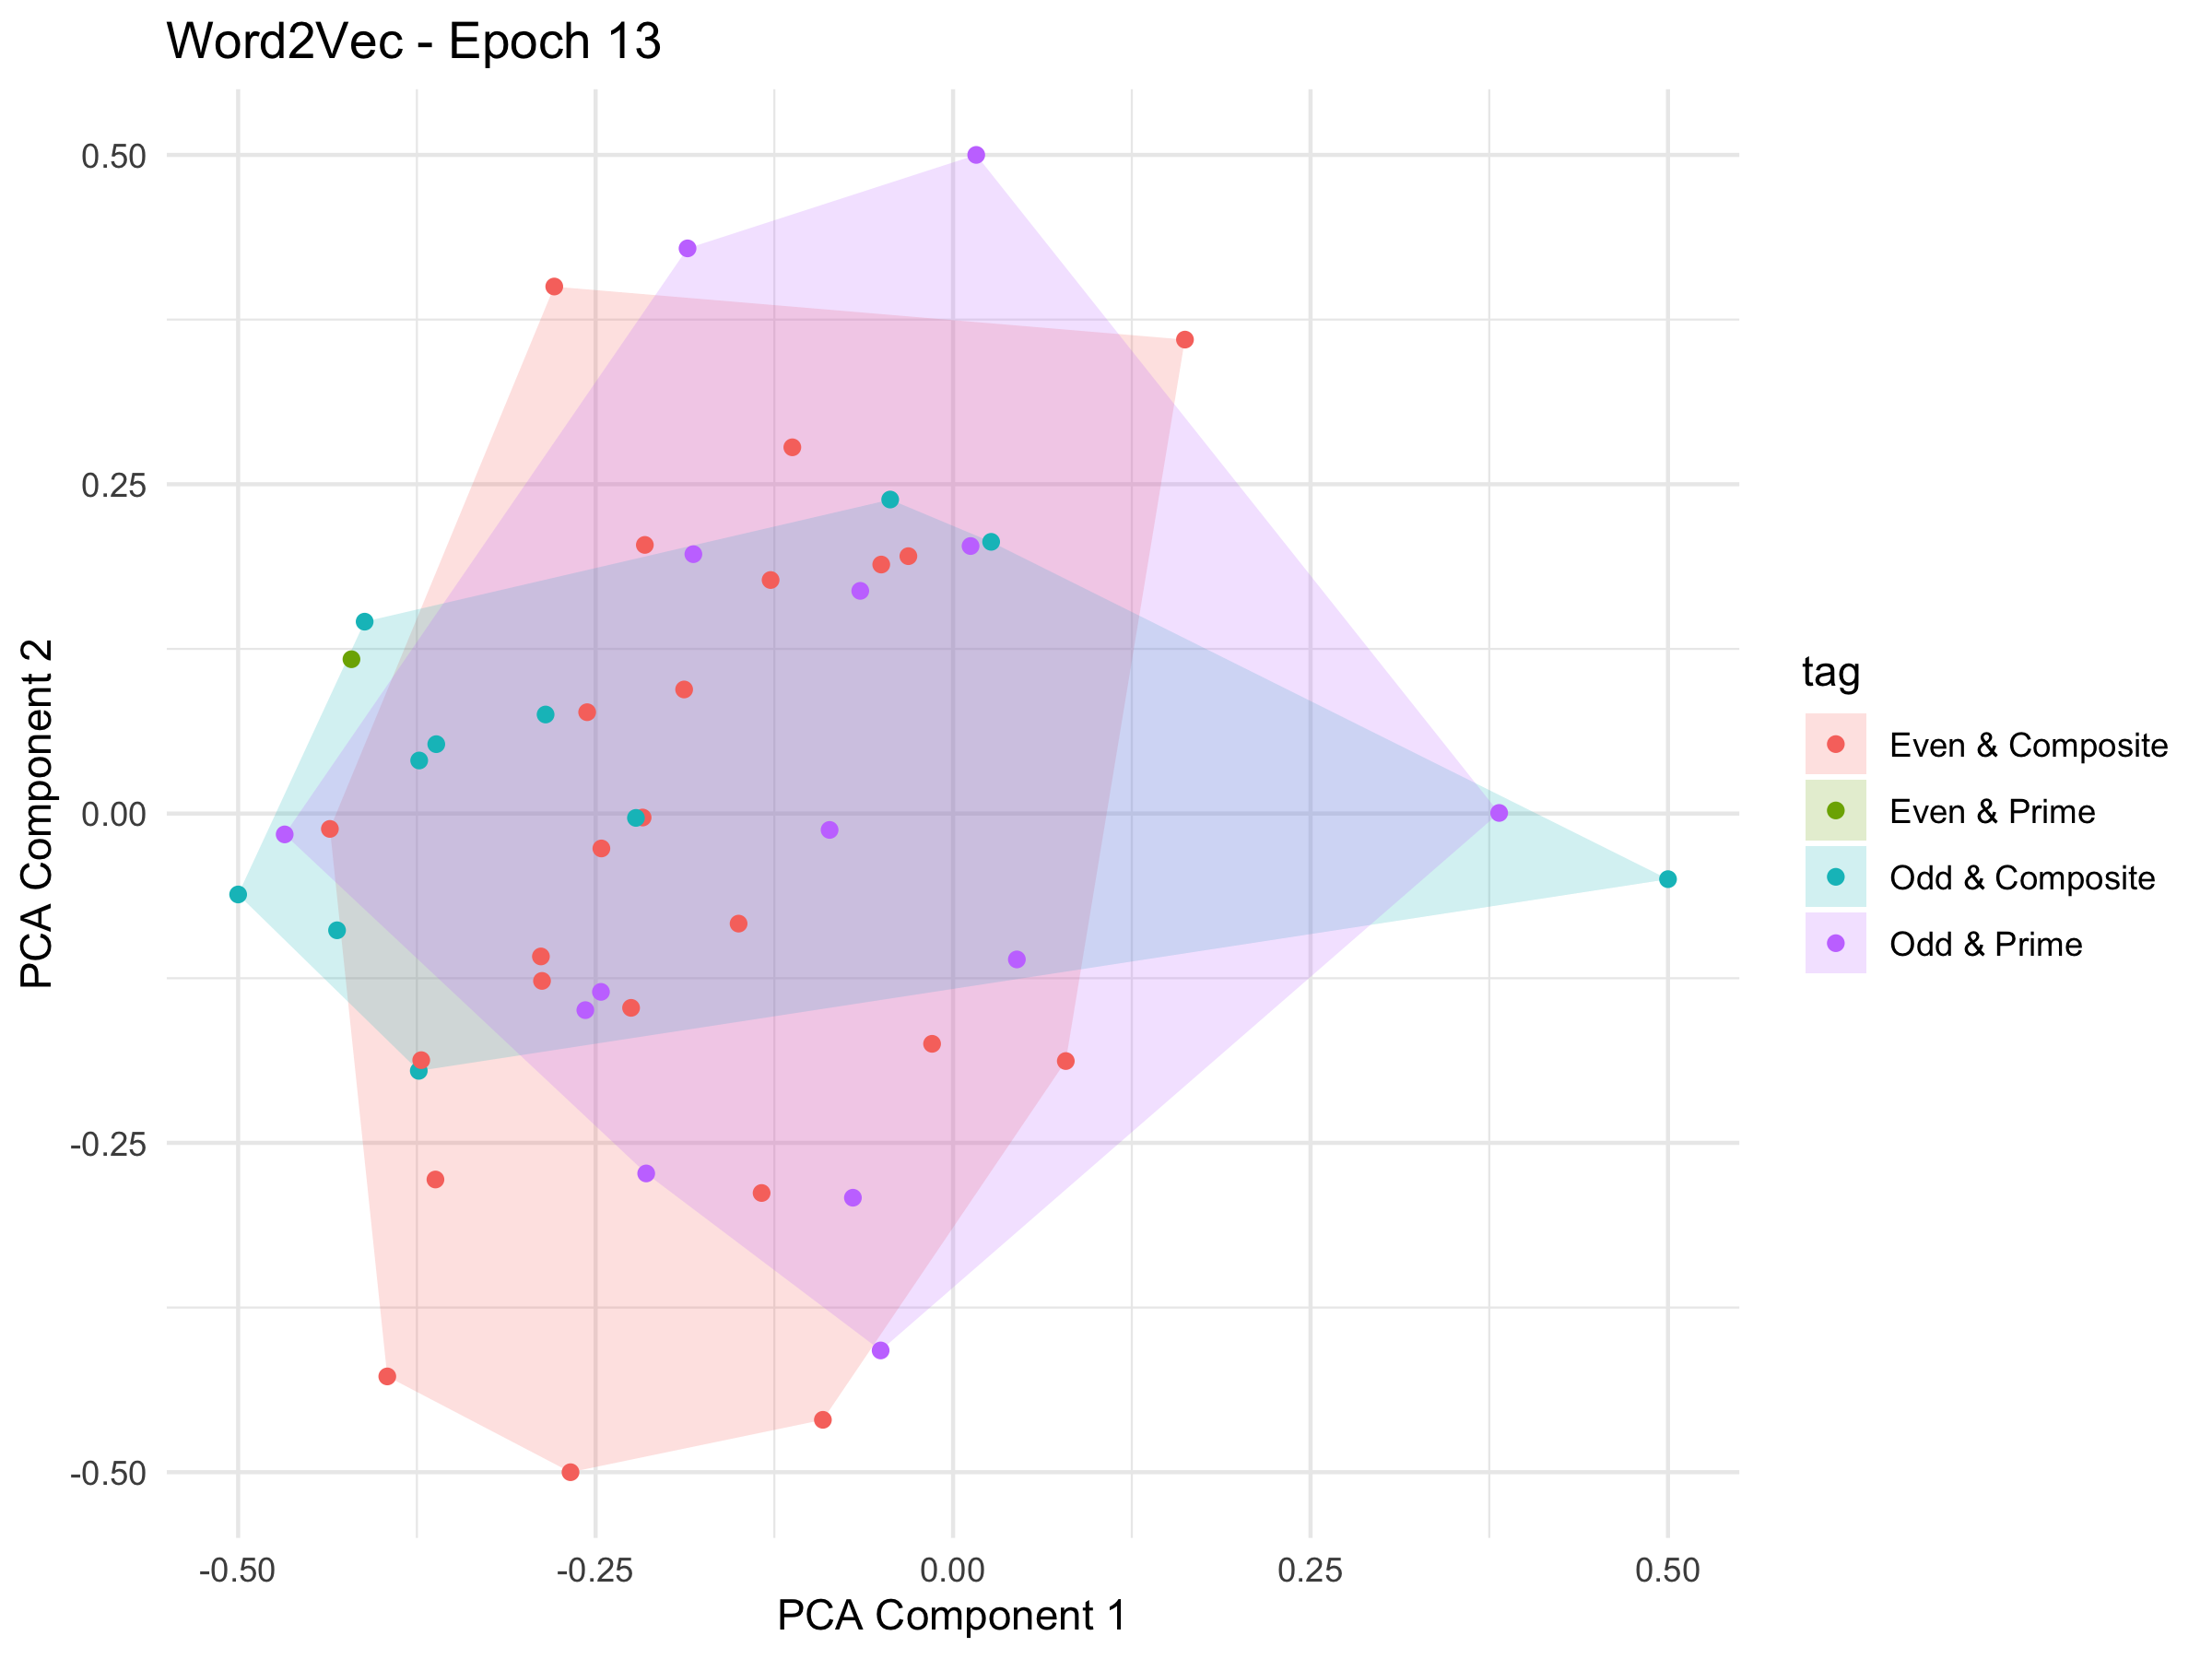 Word2Vec - Epoch 13
PCA Component 2
0.50
0.25
0.00
-0.25
-0.50
-0.50
-0.25
0.00
0.25
0.50
PCA Component 1
tag
Even & Composite
Even & Prime
Odd & Composite
Odd & Prime